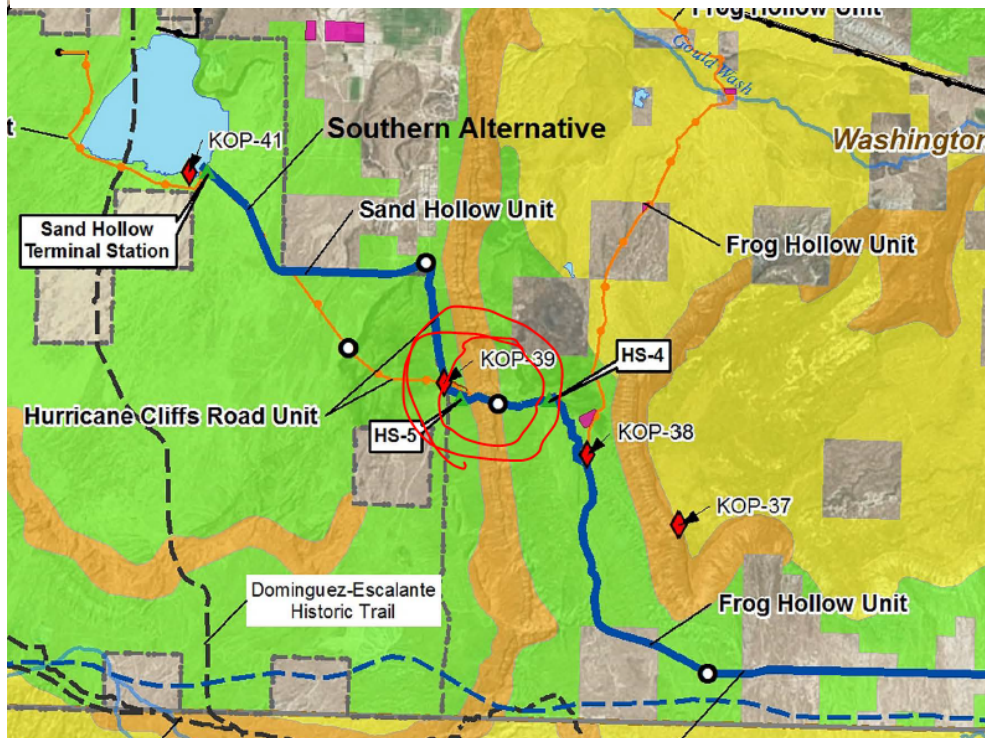 Frog Hollow Unit
Gould Wash
KOP-41
Southern Alternative
Washington
t
Sand Hollow
Terminal Station
Sand Hollow Unit
Frog Hollow Unit
KOP-39
HS-4
Hurricane Cliffs Road Unit
HS-5
KOP-38
KOP-37
Dominguez-Escalante
Historic Trail
Frog Hollow Unit